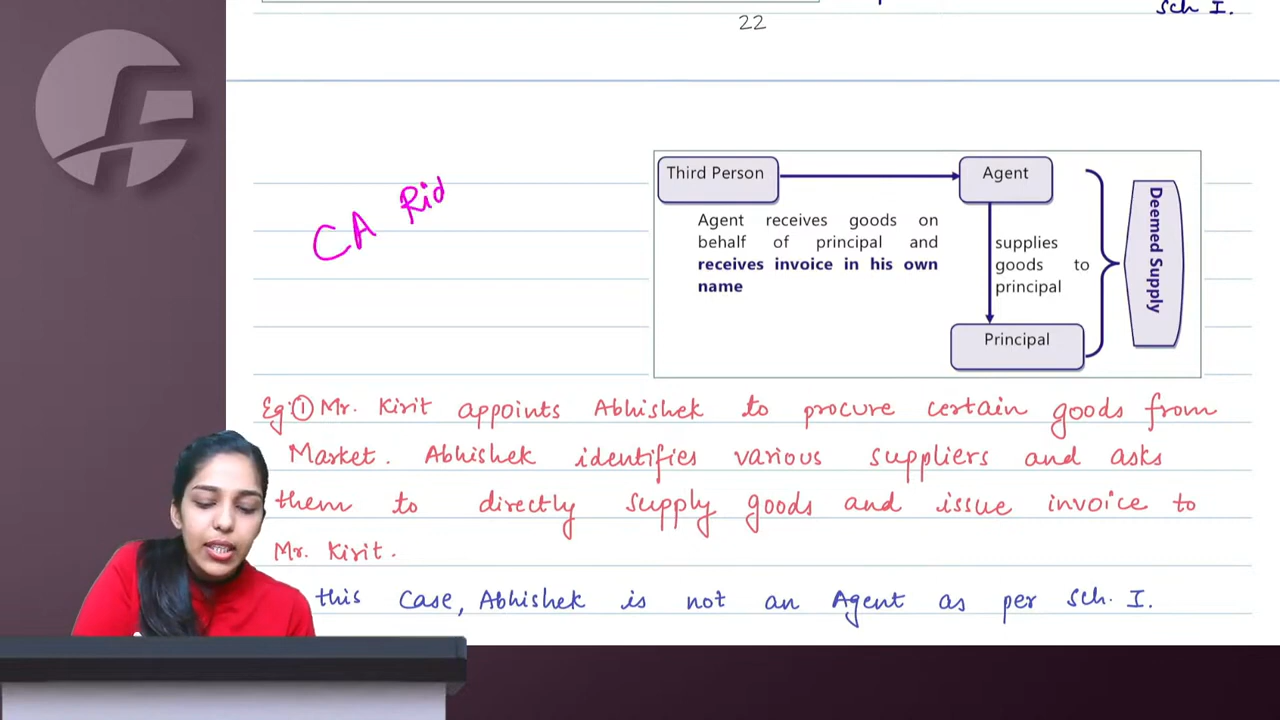 Sch I.
22
CA Rid
Third Person
Agent
Agent receives goods on
behalf of principal and
receives invoice in his own
name
supplies
goods to
principal
Deemed Supply
Principal
Eg:① Mr. Kirit appoints Abhishek to procure certain goods from
Market. Abhishek identifies various suppliers and asks
them to directly supply goods and issue invoice to
Mr. Kirit.
this case, Abhishek is not an Agent as per Sch. I.